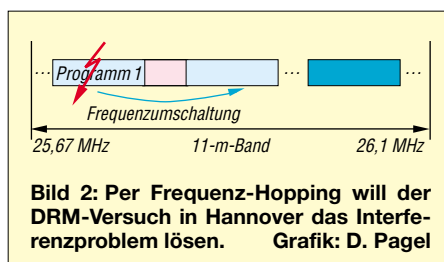 ... Programm 1 ... ...
Frequenzumschaltung
25,67 MHz 11-m-Band 26,1 MHz
Bild 2: Per Frequenz-Hopping will der
DRM-Versuch in Hannover das Interfe-
renzproblem lösen. Grafik: D. Pagel